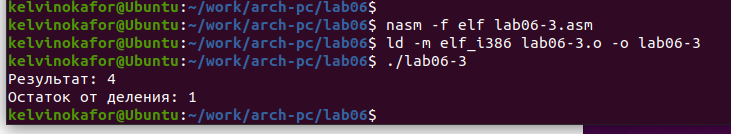 kelvinokafor@Ubuntu:~/work/arch-pc/lab06$
kelvinokafor@Ubuntu:~/work/arch-pc/lab06$ nasm -f elf lab06-3.asm
kelvinokafor@Ubuntu:~/work/arch-pc/lab06$ ld -m elf_i386 lab06-3.o -o lab06-3
kelvinokafor@Ubuntu:~/work/arch-pc/lab06$ ./lab06-3
Результат: 4
Остаток от деления: 1
kelvinokafor@Ubuntu:~/work/arch-pc/lab06$